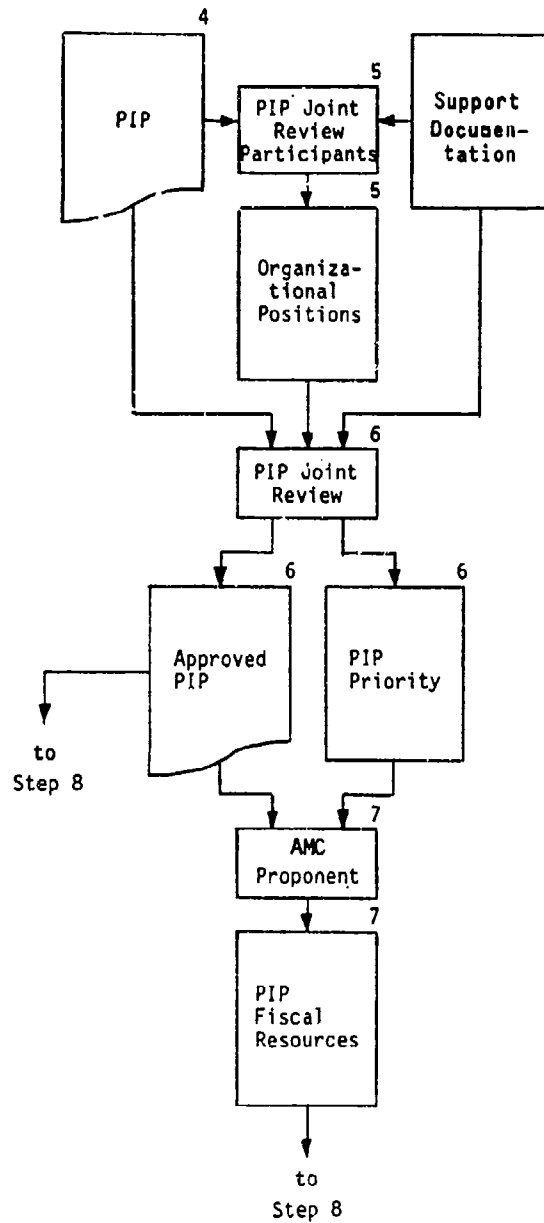 4
PIP
5
PIP Joint
Review
Participants
Support
Documen-
tation
5
Organiza-
tional
Positions
6
PIP Joint
Review
6
Approved
PIP
6
PIP
Priority
to
Step 8
7
AMC
Proponent
7
PIP
Fiscal
Resources
to
Step 8